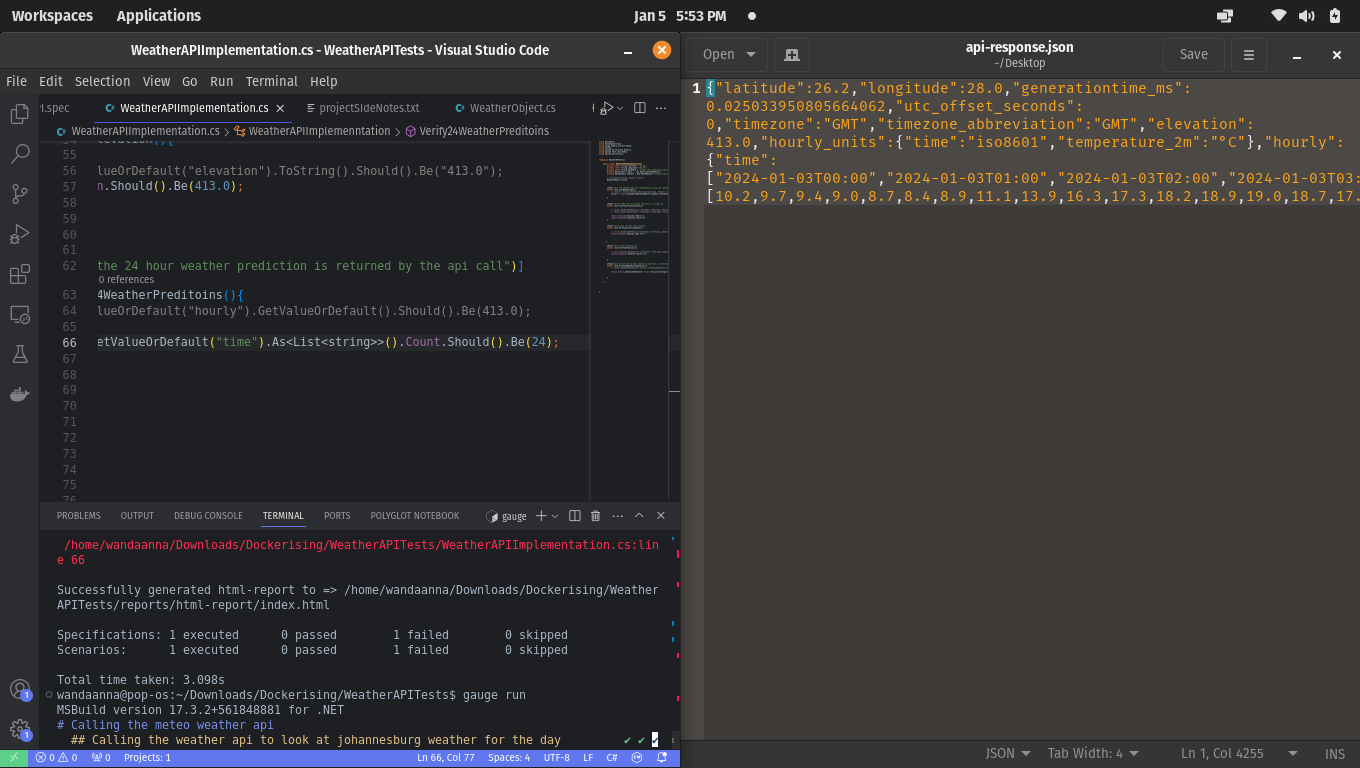 Workspaces Applications Jan 5 5:53 PM
WeatherAPIImplementation.cs - WeatherAPITests - Visual Studio Code
File Edit Selection View Go Run Terminal Help
I.spec WeatherAPIImplementation.cs projectSIdeNotes.txt WeatherObject.cs
WeatherAPIImplementation.cs > WeatherAPIImplemenntation > Verify24WeatherPreditoins
54 levation(){
55
56 lueOrDefault("elevation").ToString().Should().Be("413.0");
57 n.Should().Be(413.0);
58
59
60
61
62 the 24 hour weather prediction is returned by the api call")]
0 references
63 4WeatherPreditoins(){
64 lueOrDefault("hourly").GetValueOrDefault().Should().Be(413.0);
65
66 etValueOrDefault("time").As<List<string>>().Count.Should().Be(24);
67
68
69
70
71
72
73
74
75
76
PROBLEMS OUTPUT DEBUG CONSOLE TERMINAL PORTS POLYGLOT NOTEBOOK gauge
/home/wandaanna/Downloads/Dockerising/WeatherAPITests/WeatherAPIImplementation.cs:lin
e 66
Successfully generated html-report to => /home/wandaanna/Downloads/Dockerising/Weather
APITests/reports/html-report/index.html
Specifications: 1 executed 0 passed 1 failed 0 skipped
Scenarios: 1 executed 0 passed 1 failed 0 skipped
Total time taken: 3.098s
wandaanna@pop-os:~/Downloads/Dockerising/WeatherAPITests$ gauge run
MSBuild version 17.3.2+561848881 for .NET
# Calling the meteo weather api
## Calling the weather api to look at johannesburg weather for the day ✔ ✔ ✔
1
1
0 0 0 Projects: 1 Ln 66, Col 77 Spaces: 4 UTF-8 LF C#
Open api-response.json Save
~/Desktop
1 {"latitude":26.2,"longitude":28.0,"generationtime_ms":
0.025033950805664062,"utc_offset_seconds":
0,"timezone":"GMT","timezone_abbreviation":"GMT","elevation":
413.0,"hourly_units":{"time":"iso8601","temperature_2m":"°C"},"hourly":
{"time":
["2024-01-03T00:00","2024-01-03T01:00","2024-01-03T02:00","2024-01-03T03:
[10.2,9.7,9.4,9.0,8.7,8.4,8.9,11.1,13.9,16.3,17.3,18.2,18.9,19.0,18.7,17.
JSON Tab Width: 4 Ln 1, Col 4255 INS